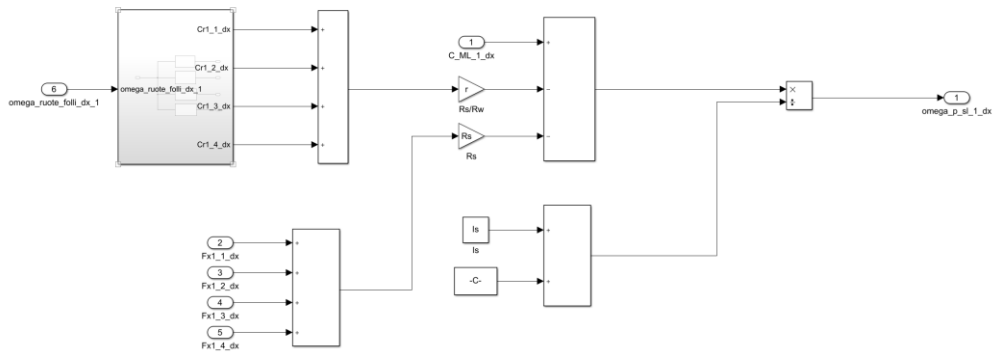 6
omega_ruote_folli_dx_1
omega_ruote_folli_dx_1
Cr1_1_dx
Cr1_2_dx
Cr1_3_dx
Cr1_4_dx
+
+
+
+
1
C_ML_1_dx
r
Rs/Rw
Rs
Rs
+
−
−
×
÷
1
omega_p_sl_1_dx
2
Fx1_1_dx
3
Fx1_2_dx
4
Fx1_3_dx
5
Fx1_4_dx
+
+
+
+
Is
Is
-C-
+
+